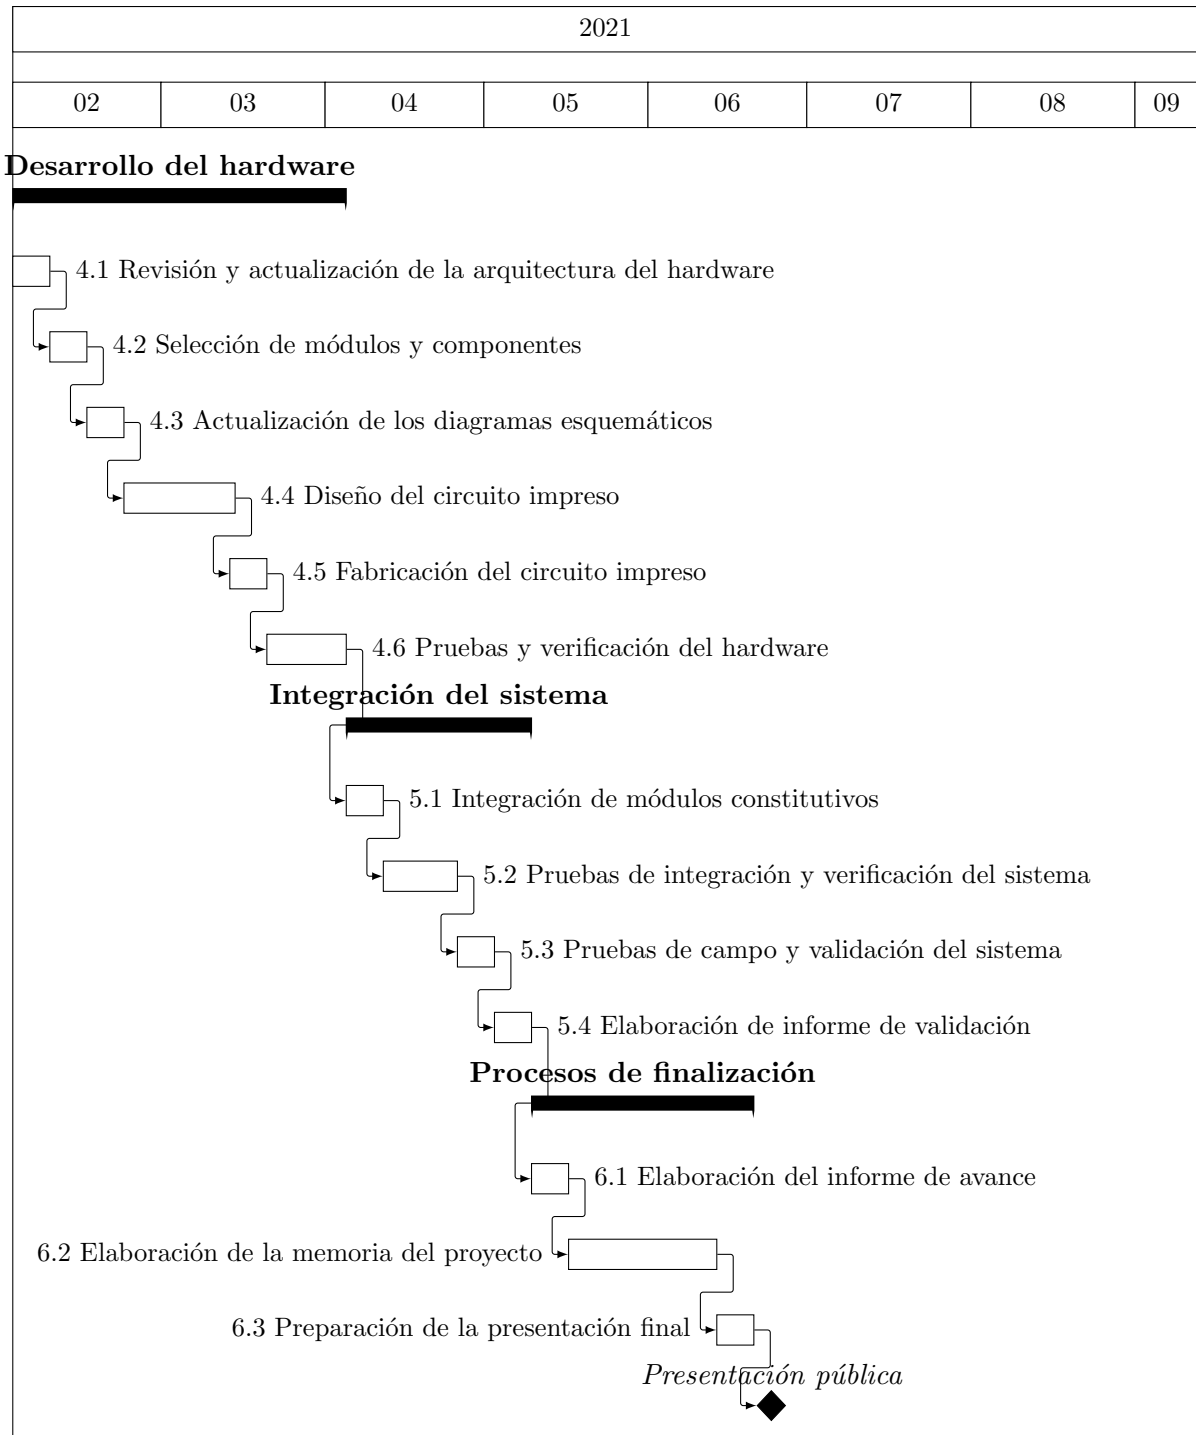 2021
02 03 04 05 06 07 08 09
Desarrollo del hardware
4.1 Revisión y actualización de la arquitectura del hardware
4.2 Selección de módulos y componentes
4.3 Actualización de los diagramas esquemáticos
4.4 Diseño del circuito impreso
4.5 Fabricación del circuito impreso
4.6 Pruebas y verificación del hardware
Integración del sistema
5.1 Integración de módulos constitutivos
5.2 Pruebas de integración y verificación del sistema
5.3 Pruebas de campo y validación del sistema
5.4 Elaboración de informe de validación
Procesos de finalización
6.1 Elaboración del informe de avance
6.2 Elaboración de la memoria del proyecto
6.3 Preparación de la presentación final
Presentación pública